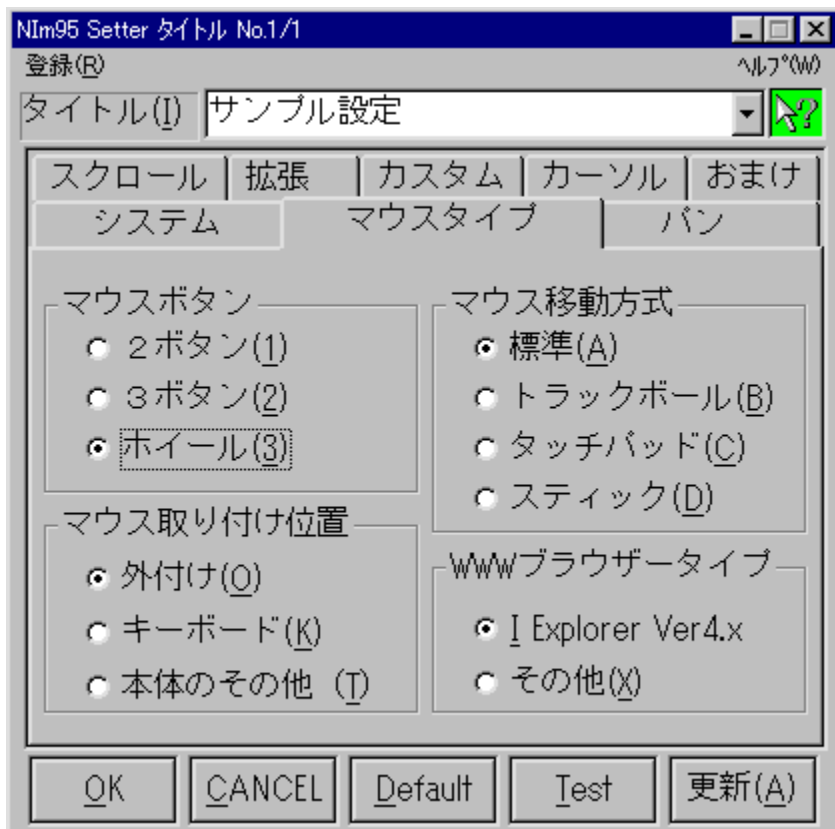 NIm95 Setter ﾀｲﾄﾙ No.1/1
登録(R) ﾍﾙﾌﾟ(W)
タイトル(I) サンプル設定
スクロール 拡張 カスタム カーソル おまけ
システム マウスタイプ パン
マウスボタン
２ボタン(1)
３ボタン(2)
ホイール(3)
マウス取り付け位置
外付け(O)
キーボード(K)
本体のその他 (T)
マウス移動方式
標準(A)
トラックボール(B)
タッチパッド(C)
スティック(D)
WWWブラウザータイプ
I Explorer Ver4.x
その他(X)
OK CANCEL Default Test 更新(A)